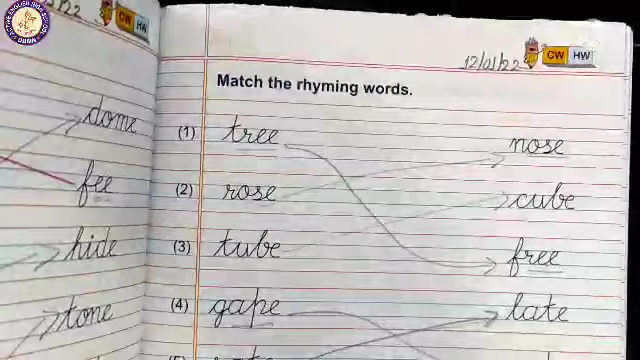 CW HW
12/01/22
CW HW
Match the rhyming words.
dome
fee
hide
tone
(1) tree nose
(2) rose cube
(3) tube free
(4) gape late